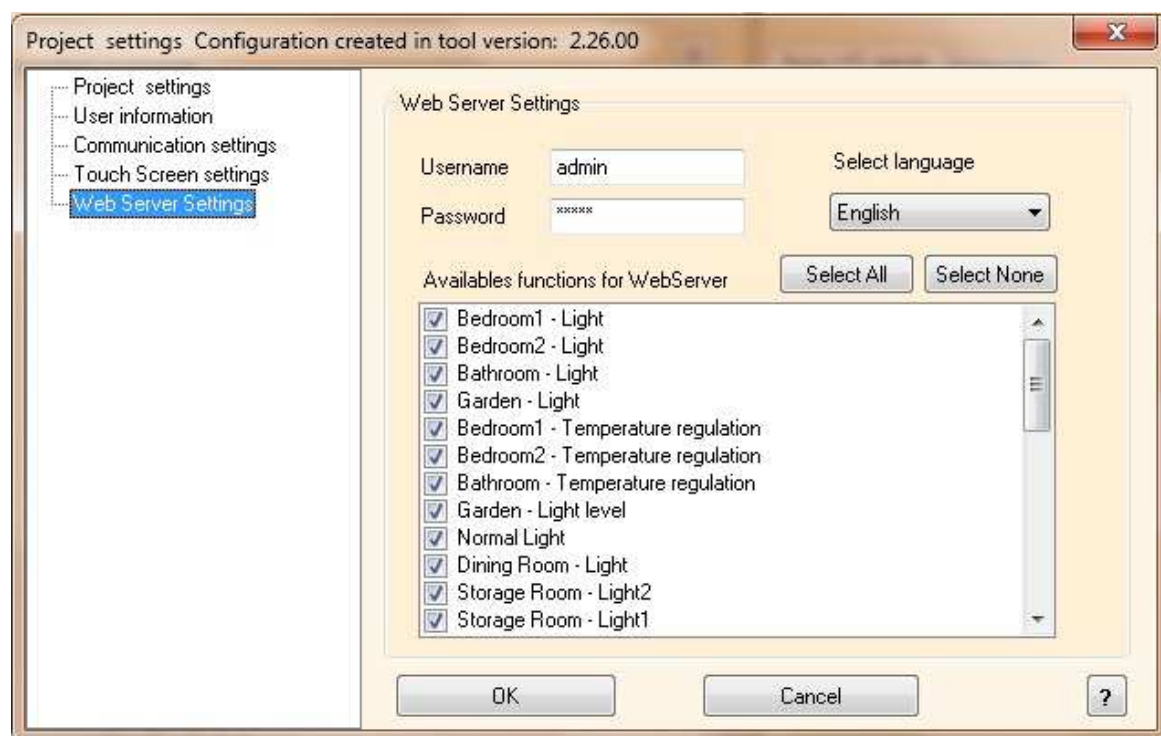 Project settings Configuration created in tool version: 2.26.00
Project settings
User information
Communication settings
Touch Screen settings
Web Server Settings
Web Server Settings
Username admin
Select language
Password *****
English
Availables functions for WebServer
Select All
Select None
Bedroom1 - Light
Bedroom2 - Light
Bathroom - Light
Garden - Light
Bedroom1 - Temperature regulation
Bedroom2 - Temperature regulation
Bathroom - Temperature regulation
Garden - Light level
Normal Light
Dining Room - Light
Storage Room - Light2
Storage Room - Light1
OK
Cancel
?